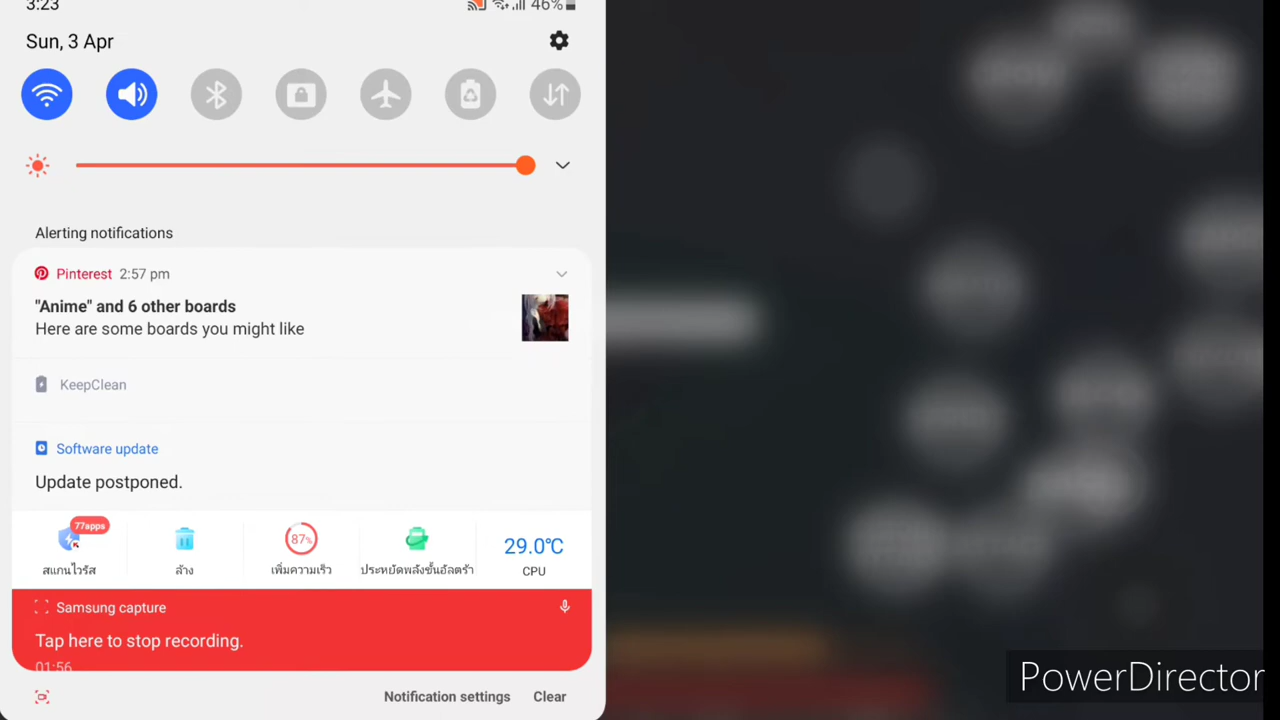 3:23
46%
Sun, 3 Apr
Alerting notifications
Pinterest 2:57 pm
"Anime" and 6 other boards
Here are some boards you might like
KeepClean
Software update
Update postponed.
77apps
87%
29.0℃
สแกนไวรัส
ล้าง
เพิ่มความเร็ว
ประหยัดพลังขั้นอัลตร้า
CPU
Samsung capture
Tap here to stop recording.
01:56
Notification settings
Clear
PowerDirector